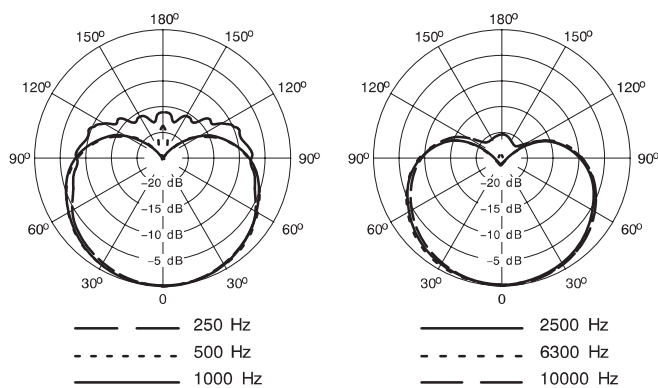 180°
150° 150°
120° 120°
90° 90°
60° 60°
30° 30°
0
–20 dB
–15 dB
–10 dB
–5 dB
250 Hz
500 Hz
1000 Hz
180°
150° 150°
120° 120°
90° 90°
60° 60°
30° 30°
0
–20 dB
–15 dB
–10 dB
–5 dB
2500 Hz
6300 Hz
10000 Hz